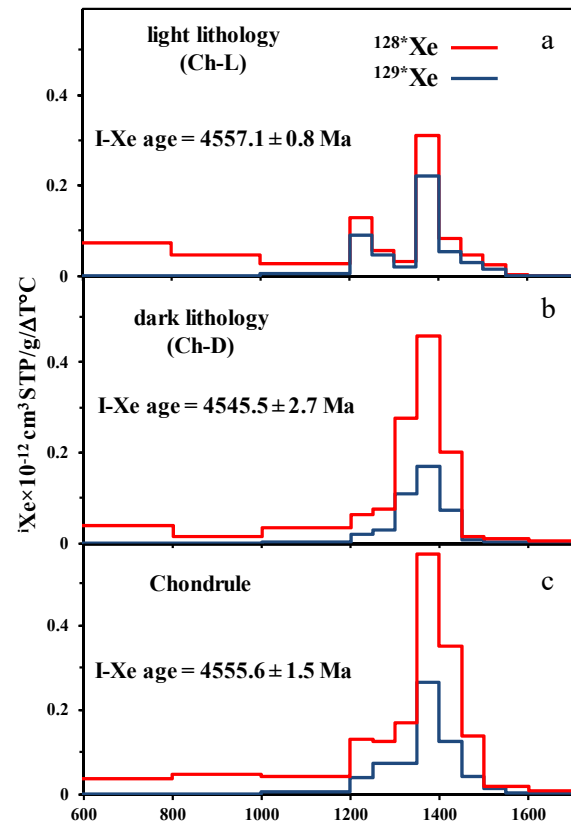 light lithology
(Ch-L)
128*Xe
129*Xe
a
I-Xe age = 4557.1 ± 0.8 Ma
0.4
0.2
0
dark lithology
(Ch-D)
b
I-Xe age = 4545.5 ± 2.7 Ma
0.4
0.2
0
Chondrule
c
I-Xe age = 4555.6 ± 1.5 Ma
0.4
0.2
0
600 800 1000 1200 1400 1600
ⁱXe×10⁻¹² cm³ STP/g/ΔT°C